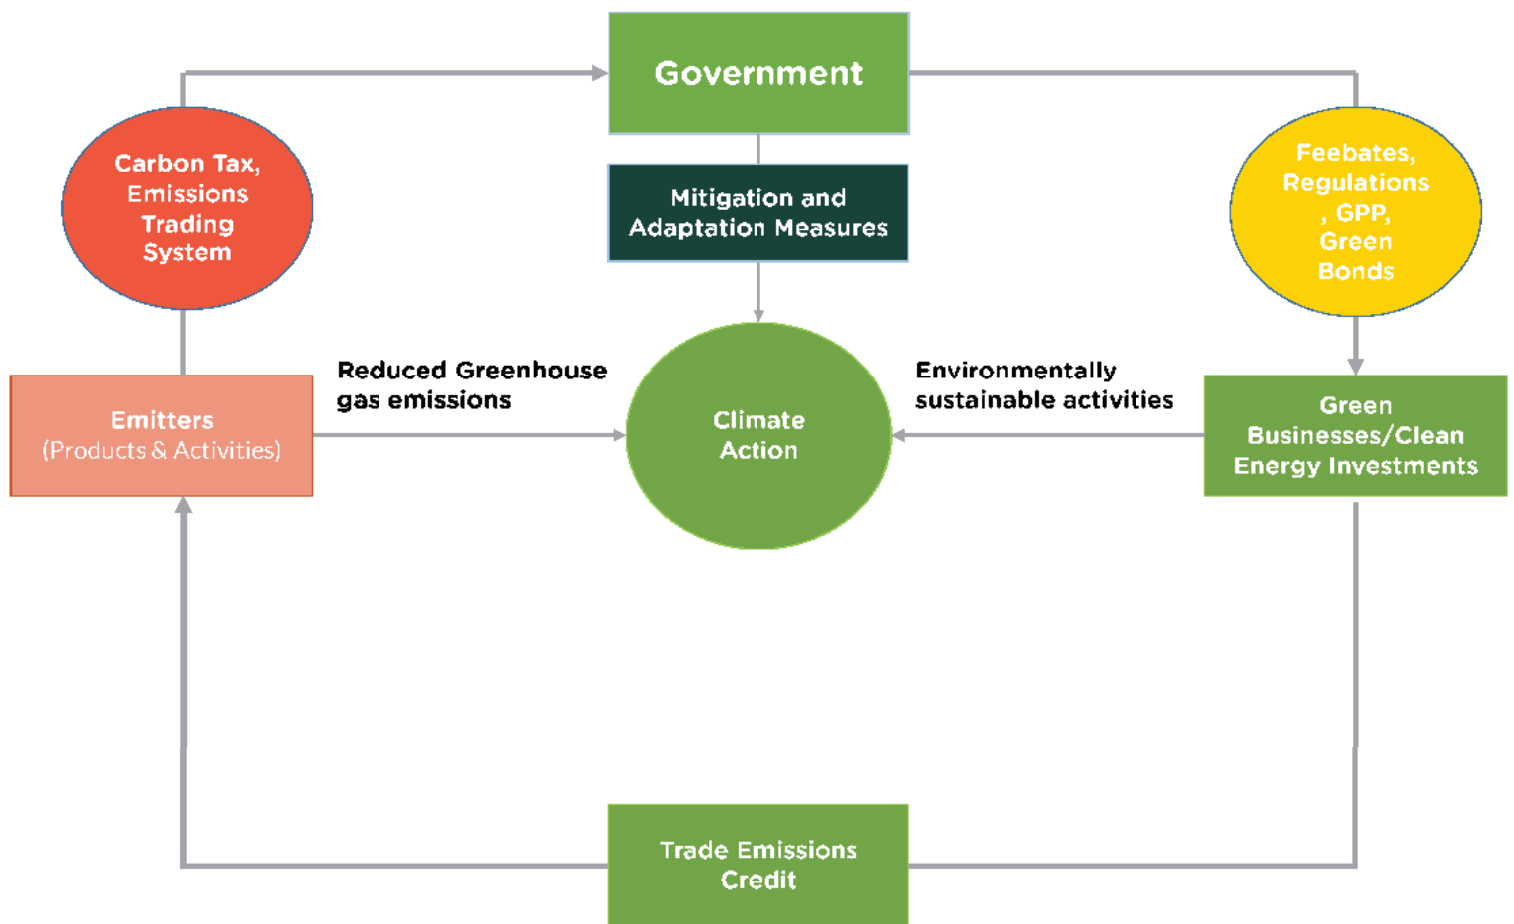 Government
Carbon Tax,
Emissions
Trading
System
Mitigation and
Adaptation Measures
Feebates,
Regulations
, GPP,
Green
Bonds
Reduced Greenhouse
gas emissions
Environmentally
sustainable activities
Emitters
(Products & Activities)
Climate
Action
Green
Businesses/Clean
Energy Investments
Trade Emissions
Credit